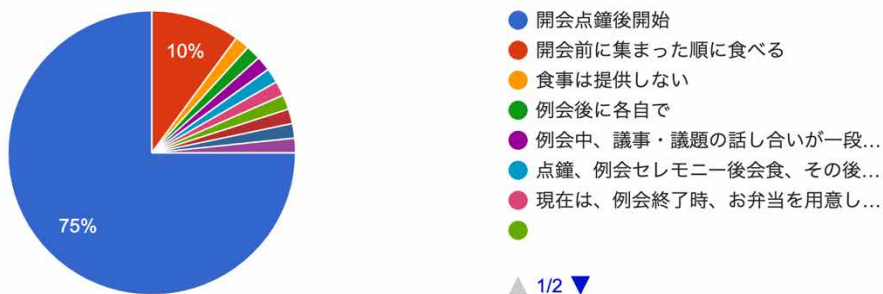 10%
75%
開会点鐘後開始
開会前に集まった順に食べる
食事は提供しない
例会後に各自で
例会中、議事・議題の話し合いが一段…
点鐘、例会セレモニー後会食、その後…
現在は、例会終了時、お弁当を用意し…
1/2